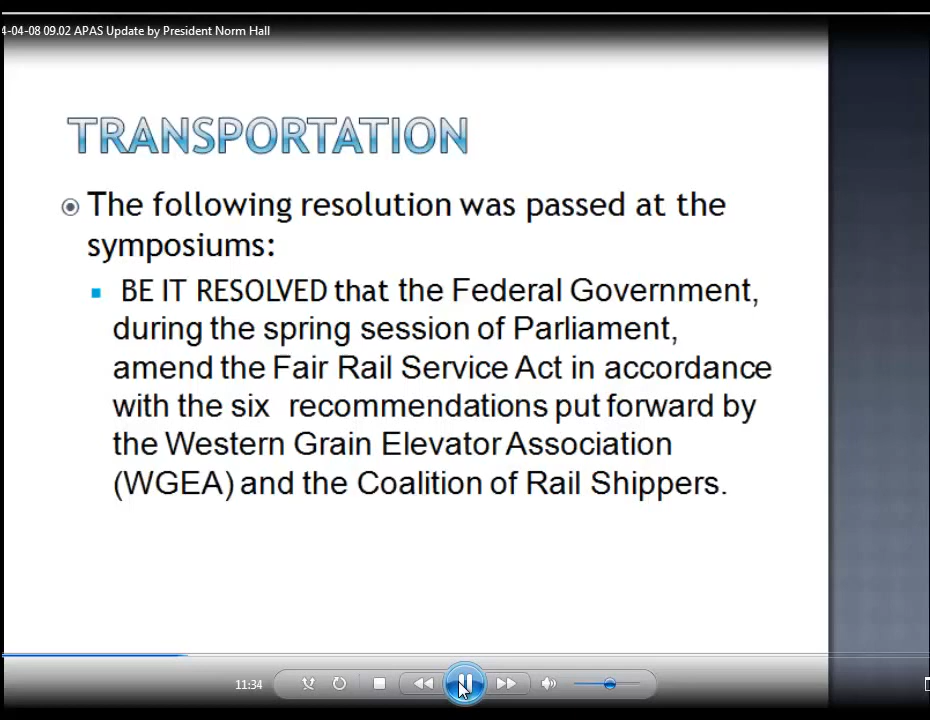 4-04-08 09.02 APAS Update by President Norm Hall
TRANSPORTATION
The following resolution was passed at the
symposiums:
BE IT RESOLVED that the Federal Government,
during the spring session of Parliament,
amend the Fair Rail Service Act in accordance
with the six recommendations put forward by
the Western Grain Elevator Association
(WGEA) and the Coalition of Rail Shippers.
11:34